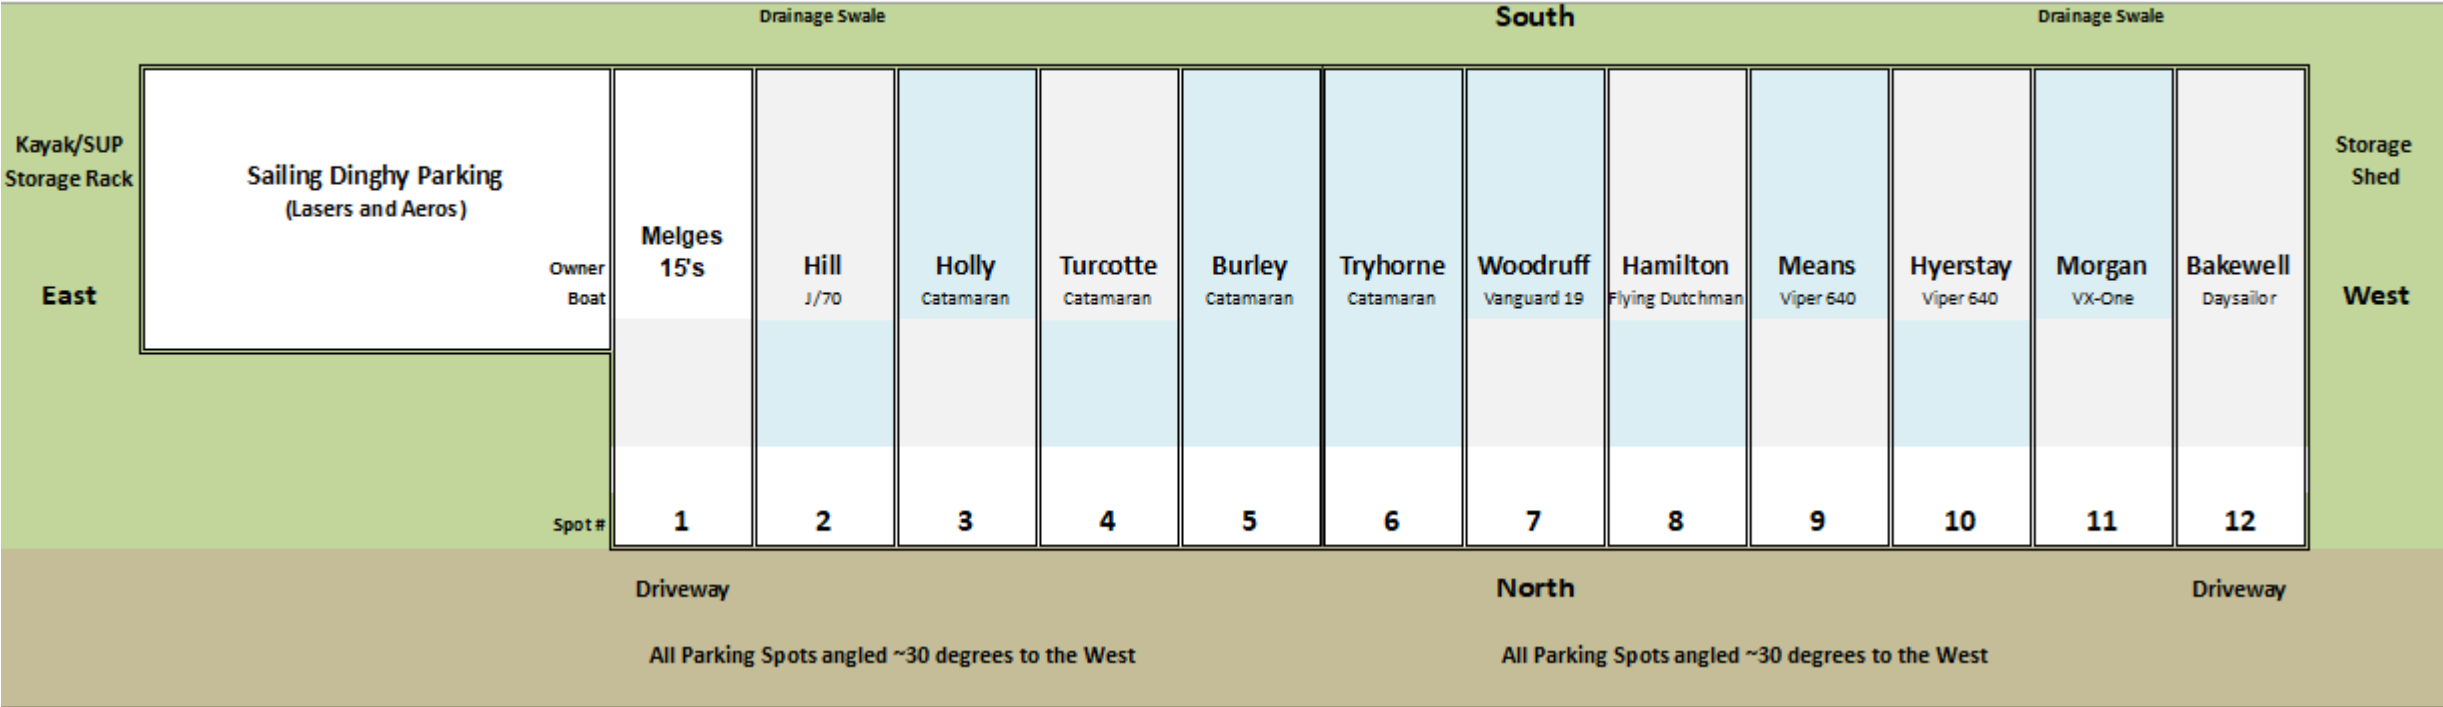 Drainage Swale South Drainage Swale
Kayak/SUP
Storage Rack
Sailing Dinghy Parking
(Lasers and Aeros)
Storage
Shed
East
Owner
Boat
Melges
15's
Hill
J/70
Holly
Catamaran
Turcotte
Catamaran
Burley
Catamaran
Tryhorne
Catamaran
Woodruff
Vanguard 19
Hamilton
Flying Dutchman
Means
Viper 640
Hyerstay
Viper 640
Morgan
VX-One
Bakewell
Daysailor
West
Spot # 1 2 3 4 5 6 7 8 9 10 11 12
Driveway North Driveway
All Parking Spots angled ~30 degrees to the West All Parking Spots angled ~30 degrees to the West